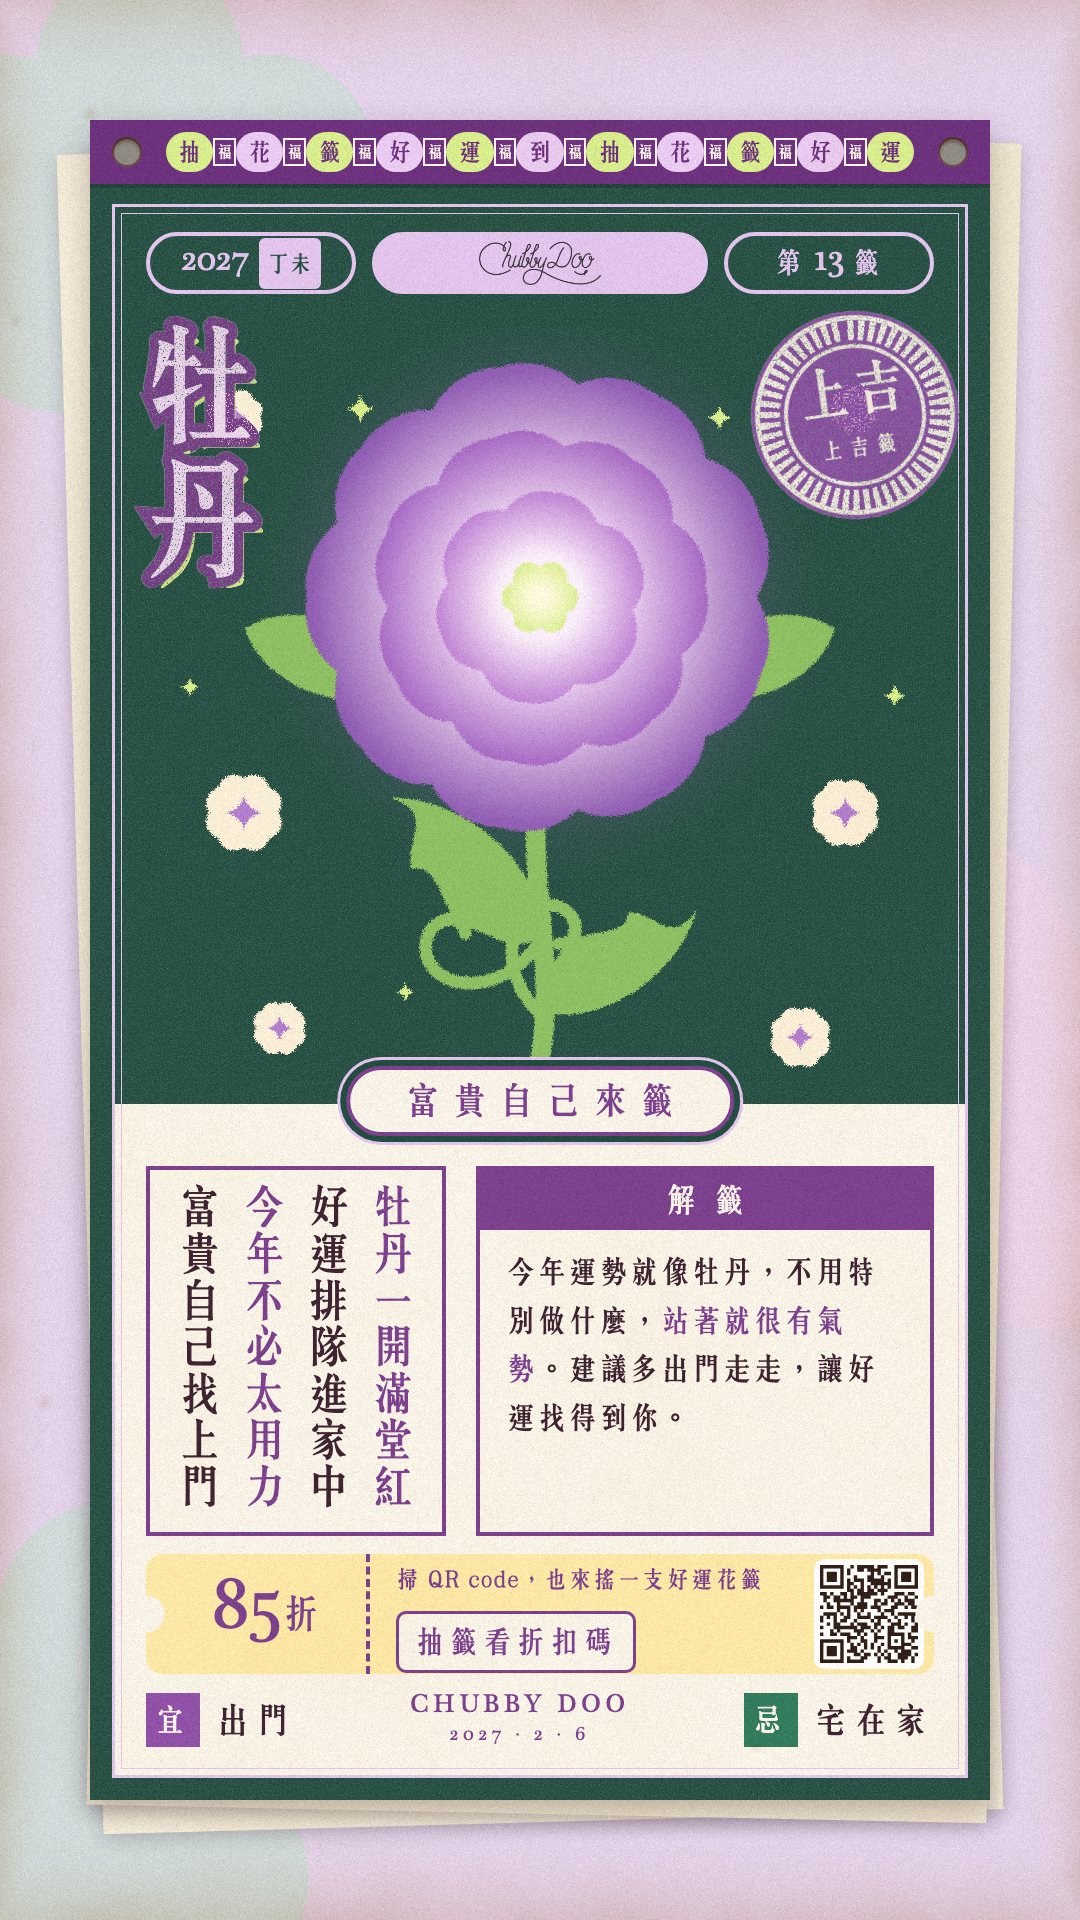 抽福花福籤福好福運福到福抽福花福籤福好福運
2027 丁未
Chubby Doo
第 13 籤
牡丹
上吉
上吉籤
富貴自己來籤
牡丹一開滿堂紅
好運排隊進家中
今年不必太用力
富貴自己找上門
解籤
今年運勢就像牡丹，不用特
別做什麼，站著就很有氣
勢。建議多出門走走，讓好
運找得到你。
85折
掃 QR code，也來搖一支好運花籤
抽籤看折扣碼
宜 出門
CHUBBY DOO
2027 · 2 · 6
忌 宅在家